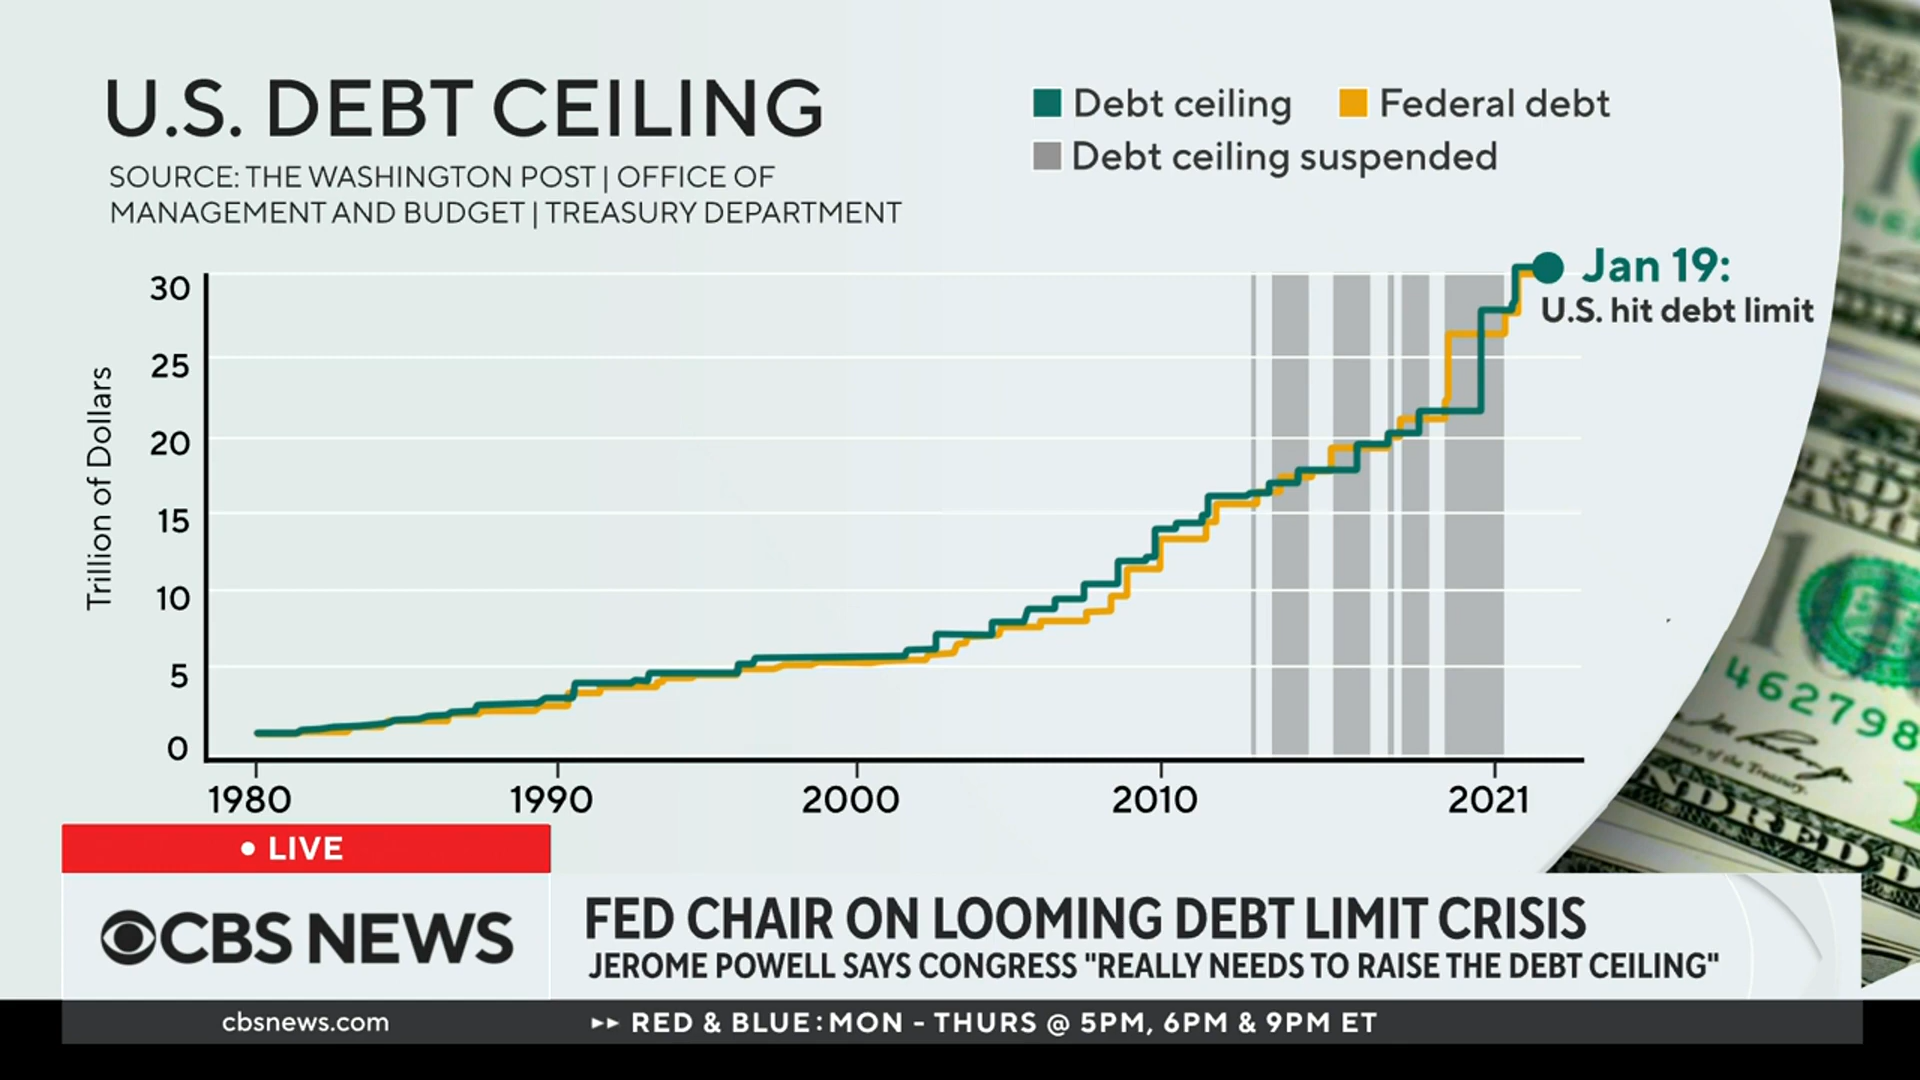 U.S. DEBT CEILING
SOURCE: THE WASHINGTON POST | OFFICE OF
MANAGEMENT AND BUDGET | TREASURY DEPARTMENT
Debt ceiling
Federal debt
Debt ceiling suspended
Jan 19:
U.S. hit debt limit
Trillion of Dollars
30
25
20
15
10
5
0
1980
1990
2000
2010
2021
462798
• LIVE
CBS NEWS
FED CHAIR ON LOOMING DEBT LIMIT CRISIS
JEROME POWELL SAYS CONGRESS "REALLY NEEDS TO RAISE THE DEBT CEILING"
cbsnews.com
RED & BLUE: MON - THURS @ 5PM, 6PM & 9PM ET